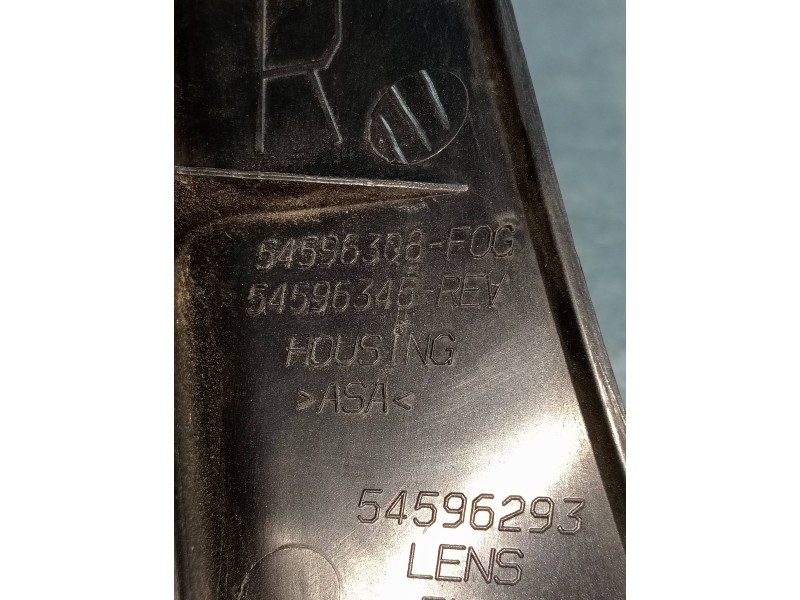 R
54596308-FOG
54596345-REV
HOUSING
>ASA<
54596293
LENS